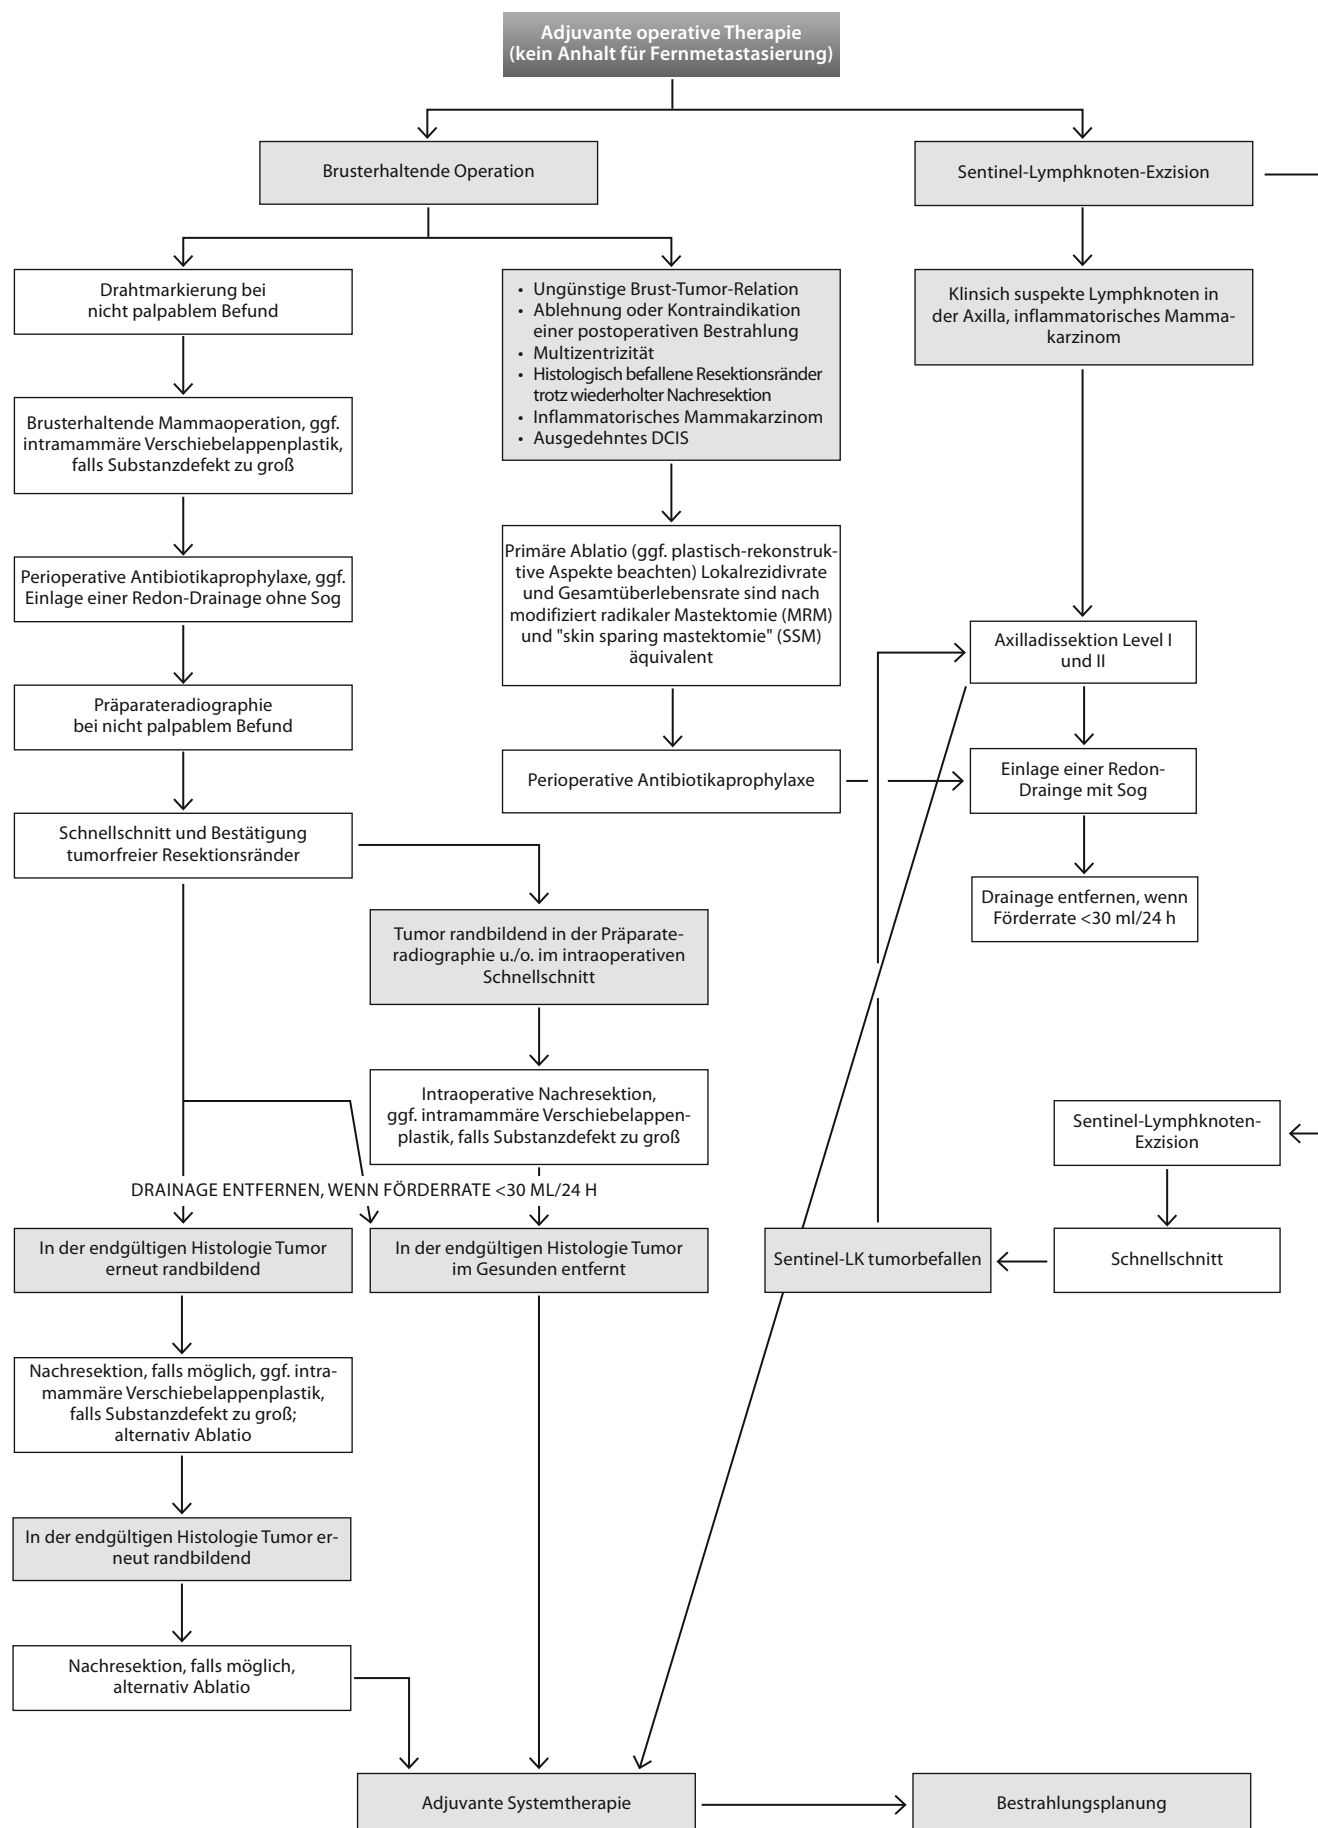 Adjuvante operative Therapie
(kein Anhalt für Fernmetastasierung)
Brusterhaltende Operation
Sentinel-Lymphknoten-Exzision
Drahtmarkierung bei
nicht palpablem Befund
• Ungünstige Brust-Tumor-Relation
• Ablehnung oder Kontraindikation
einer postoperativen Bestrahlung
• Multizentrizität
• Histologisch befallene Resektionsränder
trotz wiederholter Nachresektion
• Inflammatorisches Mammakarzinom
• Ausgedehntes DCIS
Klinsich suspekte Lymphknoten in
der Axilla, inflammatorisches Mamma-
karzinom
Brusterhaltende Mammaoperation, ggf.
intramammäre Verschiebelappenplastik,
falls Substanzdefekt zu groß
Perioperative Antibiotikaprophylaxe, ggf.
Einlage einer Redon-Drainage ohne Sog
Primäre Ablatio (ggf. plastisch-rekonstruk-
tive Aspekte beachten) Lokalrezidivrate
und Gesamtüberlebensrate sind nach
modifiziert radikaler Mastektomie (MRM)
und "skin sparing mastektomie" (SSM)
äquivalent
Axilladissektion Level I
und II
Präparateradiographie
bei nicht palpablem Befund
Perioperative Antibiotikaprophylaxe
Einlage einer Redon-
Drainge mit Sog
Schnellschnitt und Bestätigung
tumorfreier Resektionsränder
Drainage entfernen, wenn
Förderrate <30 ml/24 h
Tumor randbildend in der Präparate-
radiographie u./o. im intraoperativen
Schnellschnitt
Intraoperative Nachresektion,
ggf. intramammäre Verschiebelappen-
plastik, falls Substanzdefekt zu groß
Sentinel-Lymphknoten-
Exzision
DRAINAGE ENTFERNEN, WENN FÖRDERRATE <30 ML/24 H
In der endgültigen Histologie Tumor
erneut randbildend
In der endgültigen Histologie Tumor
im Gesunden entfernt
Sentinel-LK tumorbefallen
Schnellschnitt
Nachresektion, falls möglich, ggf. intra-
mammäre Verschiebelappenplastik,
falls Substanzdefekt zu groß;
alternativ Ablatio
In der endgültigen Histologie Tumor er-
neut randbildend
Nachresektion, falls möglich,
alternativ Ablatio
Adjuvante Systemtherapie
Bestrahlungsplanung